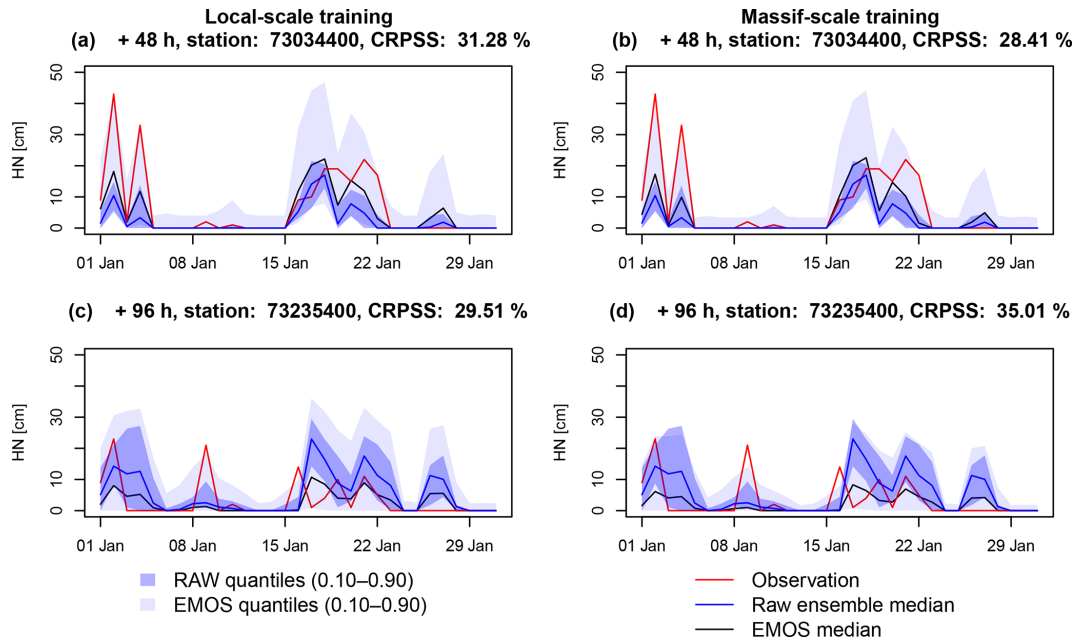 Local-scale training
Massif-scale training
(a) + 48 h, station: 73034400, CRPSS: 31.28 %
(b) + 48 h, station: 73034400, CRPSS: 28.41 %
HN [cm]
50
30
10
0
01 Jan 08 Jan 15 Jan 22 Jan 29 Jan
HN [cm]
50
30
10
0
01 Jan 08 Jan 15 Jan 22 Jan 29 Jan
(c) + 96 h, station: 73235400, CRPSS: 29.51 %
(d) + 96 h, station: 73235400, CRPSS: 35.01 %
HN [cm]
50
30
10
0
01 Jan 08 Jan 15 Jan 22 Jan 29 Jan
HN [cm]
50
30
10
0
01 Jan 08 Jan 15 Jan 22 Jan 29 Jan
RAW quantiles (0.10–0.90)
EMOS quantiles (0.10–0.90)
Observation
Raw ensemble median
EMOS median